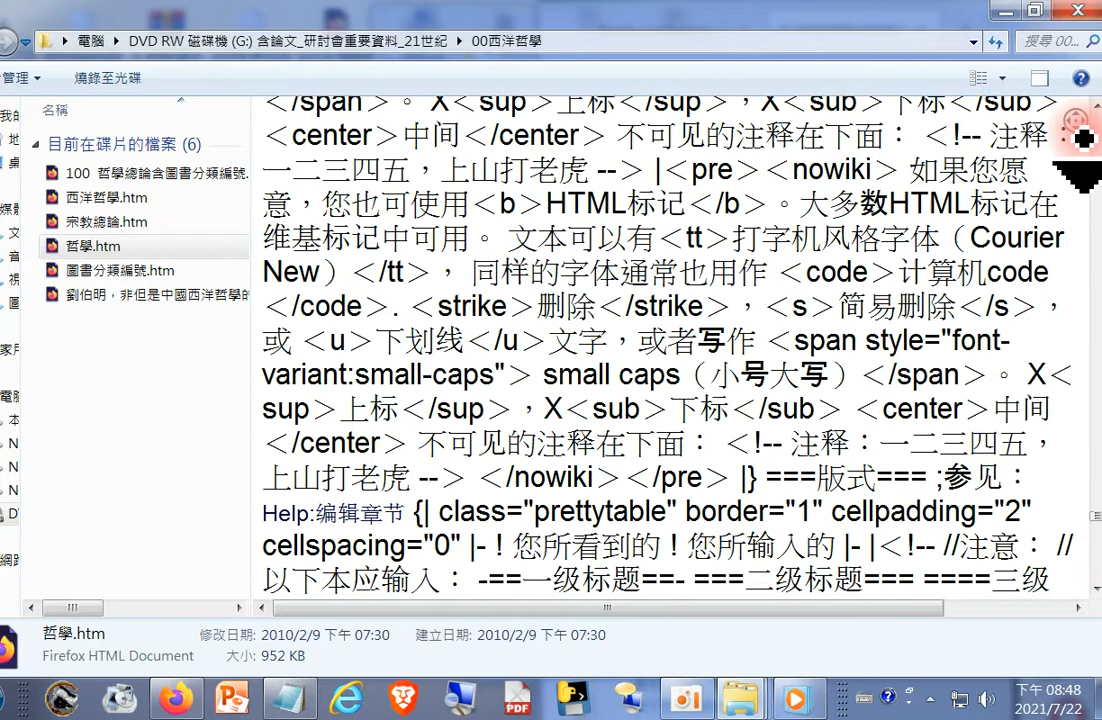 電腦 ▸ DVD RW 磁碟機 (G:) 含論文_研討會重要資料_21世紀 ▸ 00西洋哲學
搜尋 00...
管理
燒錄至光碟
名稱
目前在碟片的檔案 (6)
100 哲學總論含圖書分類編號.
西洋哲學.htm
宗教總論.htm
哲學.htm
圖書分類編號.htm
劉伯明，非但是中國西洋哲學的
</span>。 X<sup>上标</sup>，X<sub>下标</sub>
<center>中间</center> 不可见的注释在下面： <!-- 注释：
一二三四五，上山打老虎 --> |<pre><nowiki> 如果您愿
意，您也可使用<b>HTML标记</b>。大多数HTML标记在
维基标记中可用。 文本可以有<tt>打字机风格字体（Courier
New）</tt>， 同样的字体通常也用作 <code>计算机code
</code>. <strike>删除</strike>，<s>简易删除</s>，
或 <u>下划线</u>文字，或者写作 <span style="font-
variant:small-caps"> small caps（小号大写）</span>。 X<
sup>上标</sup>，X<sub>下标</sub> <center>中间
</center> 不可见的注释在下面： <!-- 注释：一二三四五，
上山打老虎 --> </nowiki></pre> |} ===版式=== ;参见：
Help:编辑章节 {| class="prettytable" border="1" cellpadding="2"
cellspacing="0" |- ! 您所看到的 ! 您所输入的 |- |<!-- //注意： //
以下本应输入： -==一级标题==- ===二级标题=== ====三级
哲學.htm
修改日期: 2010/2/9 下午 07:30
建立日期: 2010/2/9 下午 07:30
Firefox HTML Document
大小: 952 KB
PDF
下午 08:48
2021/7/22